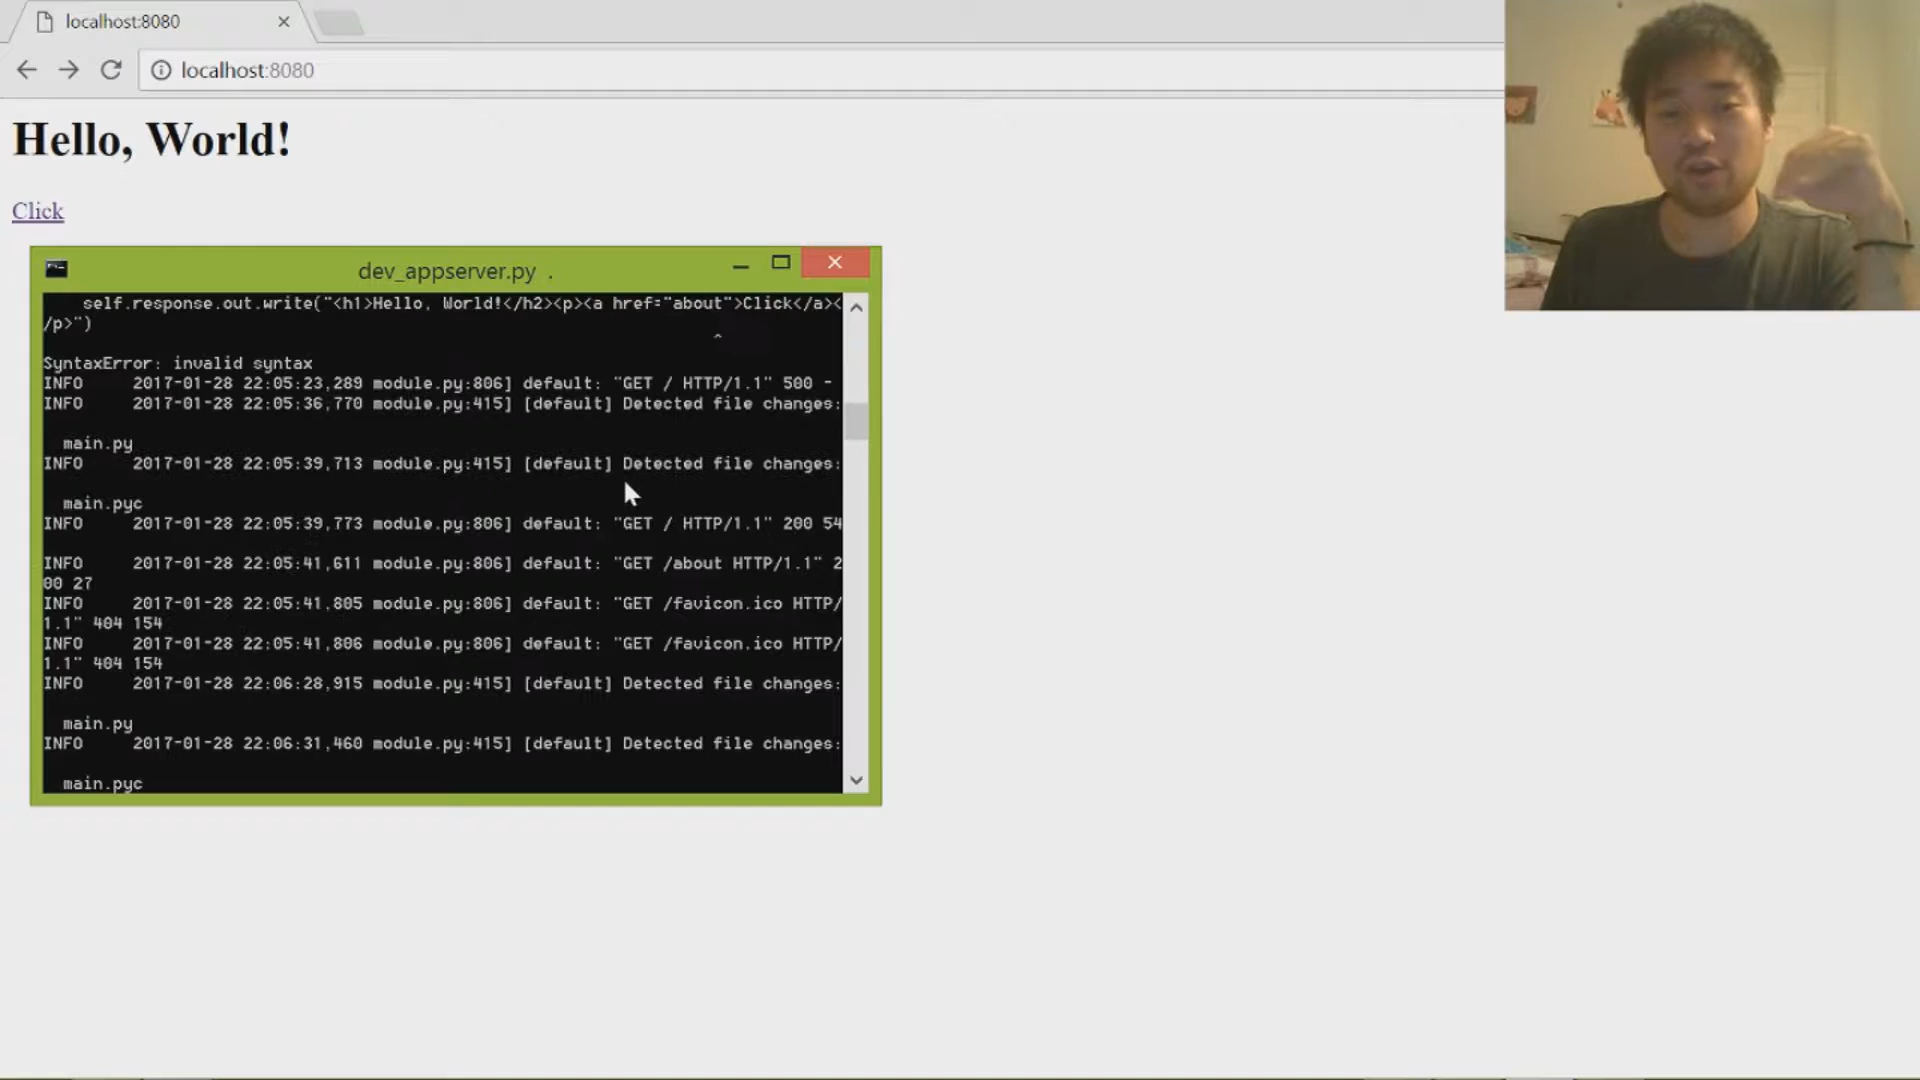 localhost:8080
localhost:8080
Hello, World!
Click
dev_appserver.py .
self.response.out.write("<h1>Hello, World!</h2><p><a href="about">Click</a><
/p>")
^
SyntaxError: invalid syntax
INFO 2017-01-28 22:05:23,289 module.py:806] default: "GET / HTTP/1.1" 500 -
INFO 2017-01-28 22:05:36,770 module.py:415] [default] Detected file changes:
main.py
INFO 2017-01-28 22:05:39,713 module.py:415] [default] Detected file changes:
main.pyc
INFO 2017-01-28 22:05:39,773 module.py:806] default: "GET / HTTP/1.1" 200 54
INFO 2017-01-28 22:05:41,611 module.py:806] default: "GET /about HTTP/1.1" 2
00 27
INFO 2017-01-28 22:05:41,805 module.py:806] default: "GET /favicon.ico HTTP/
1.1" 404 154
INFO 2017-01-28 22:05:41,806 module.py:806] default: "GET /favicon.ico HTTP/
1.1" 404 154
INFO 2017-01-28 22:06:28,915 module.py:415] [default] Detected file changes:
main.py
INFO 2017-01-28 22:06:31,460 module.py:415] [default] Detected file changes:
main.pyc